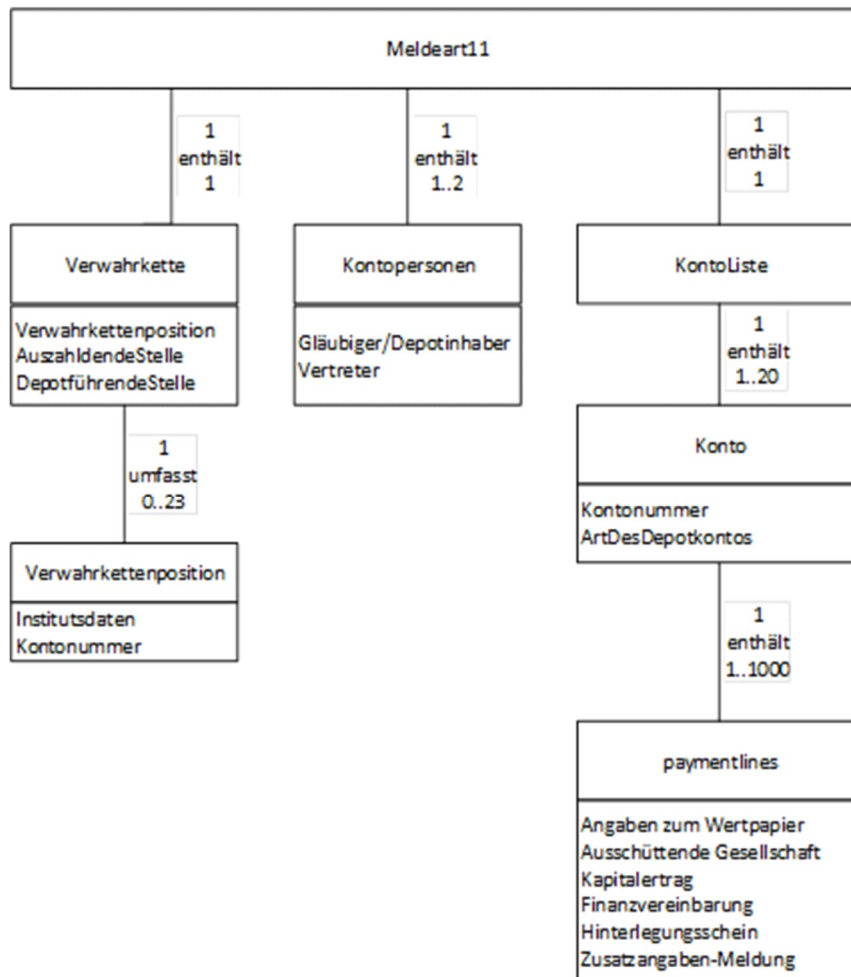 Meldeart11
1
enthält
1
1
enthält
1..2
1
enthält
1
Verwahrkette
Verwahrkettenposition
AuszahldendeStelle
DepotführendeStelle
Kontopersonen
Gläubiger/Depotinhaber
Vertreter
KontoListe
1
enthält
1..20
1
umfasst
0..23
Konto
Kontonummer
ArtDesDepotkontos
Verwahrkettenposition
Institutsdaten
Kontonummer
1
enthält
1..1000
paymentlines
Angaben zum Wertpapier
Ausschüttende Gesellschaft
Kapitalertrag
Finanzvereinbarung
Hinterlegungsschein
Zusatzangaben-Meldung